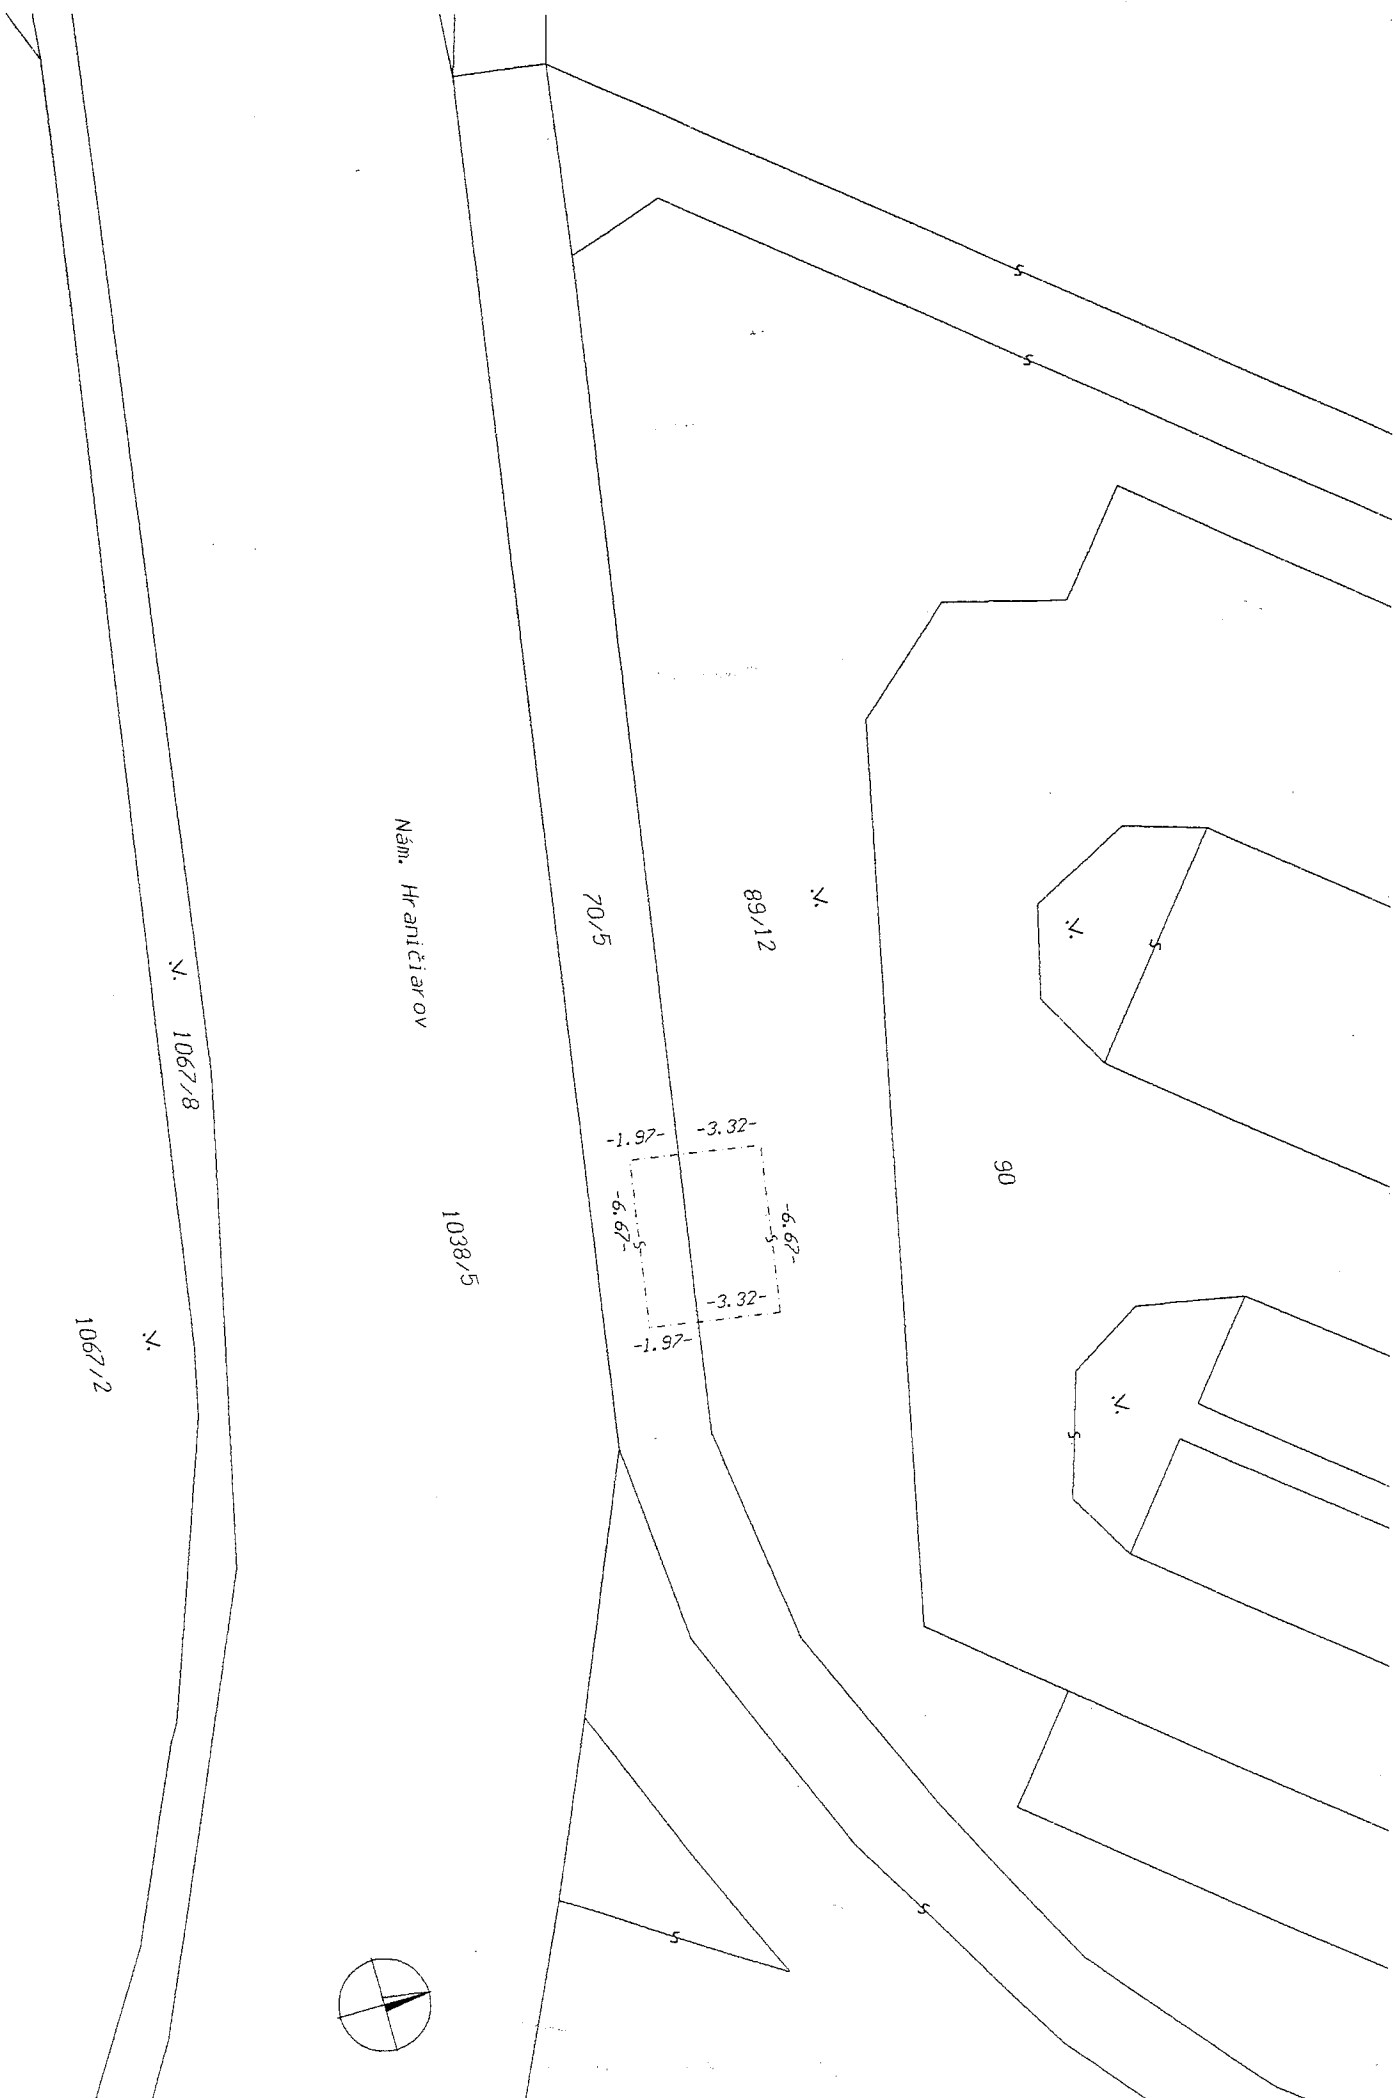 Nám. Hraničiarov
70/5
89/12
1067/8
1038/5
1067/2
90
-1.97-
-3.32-
-6.67-
-6.67-
-3.32-
-1.97-
s
s
s
s
s
s
s
s